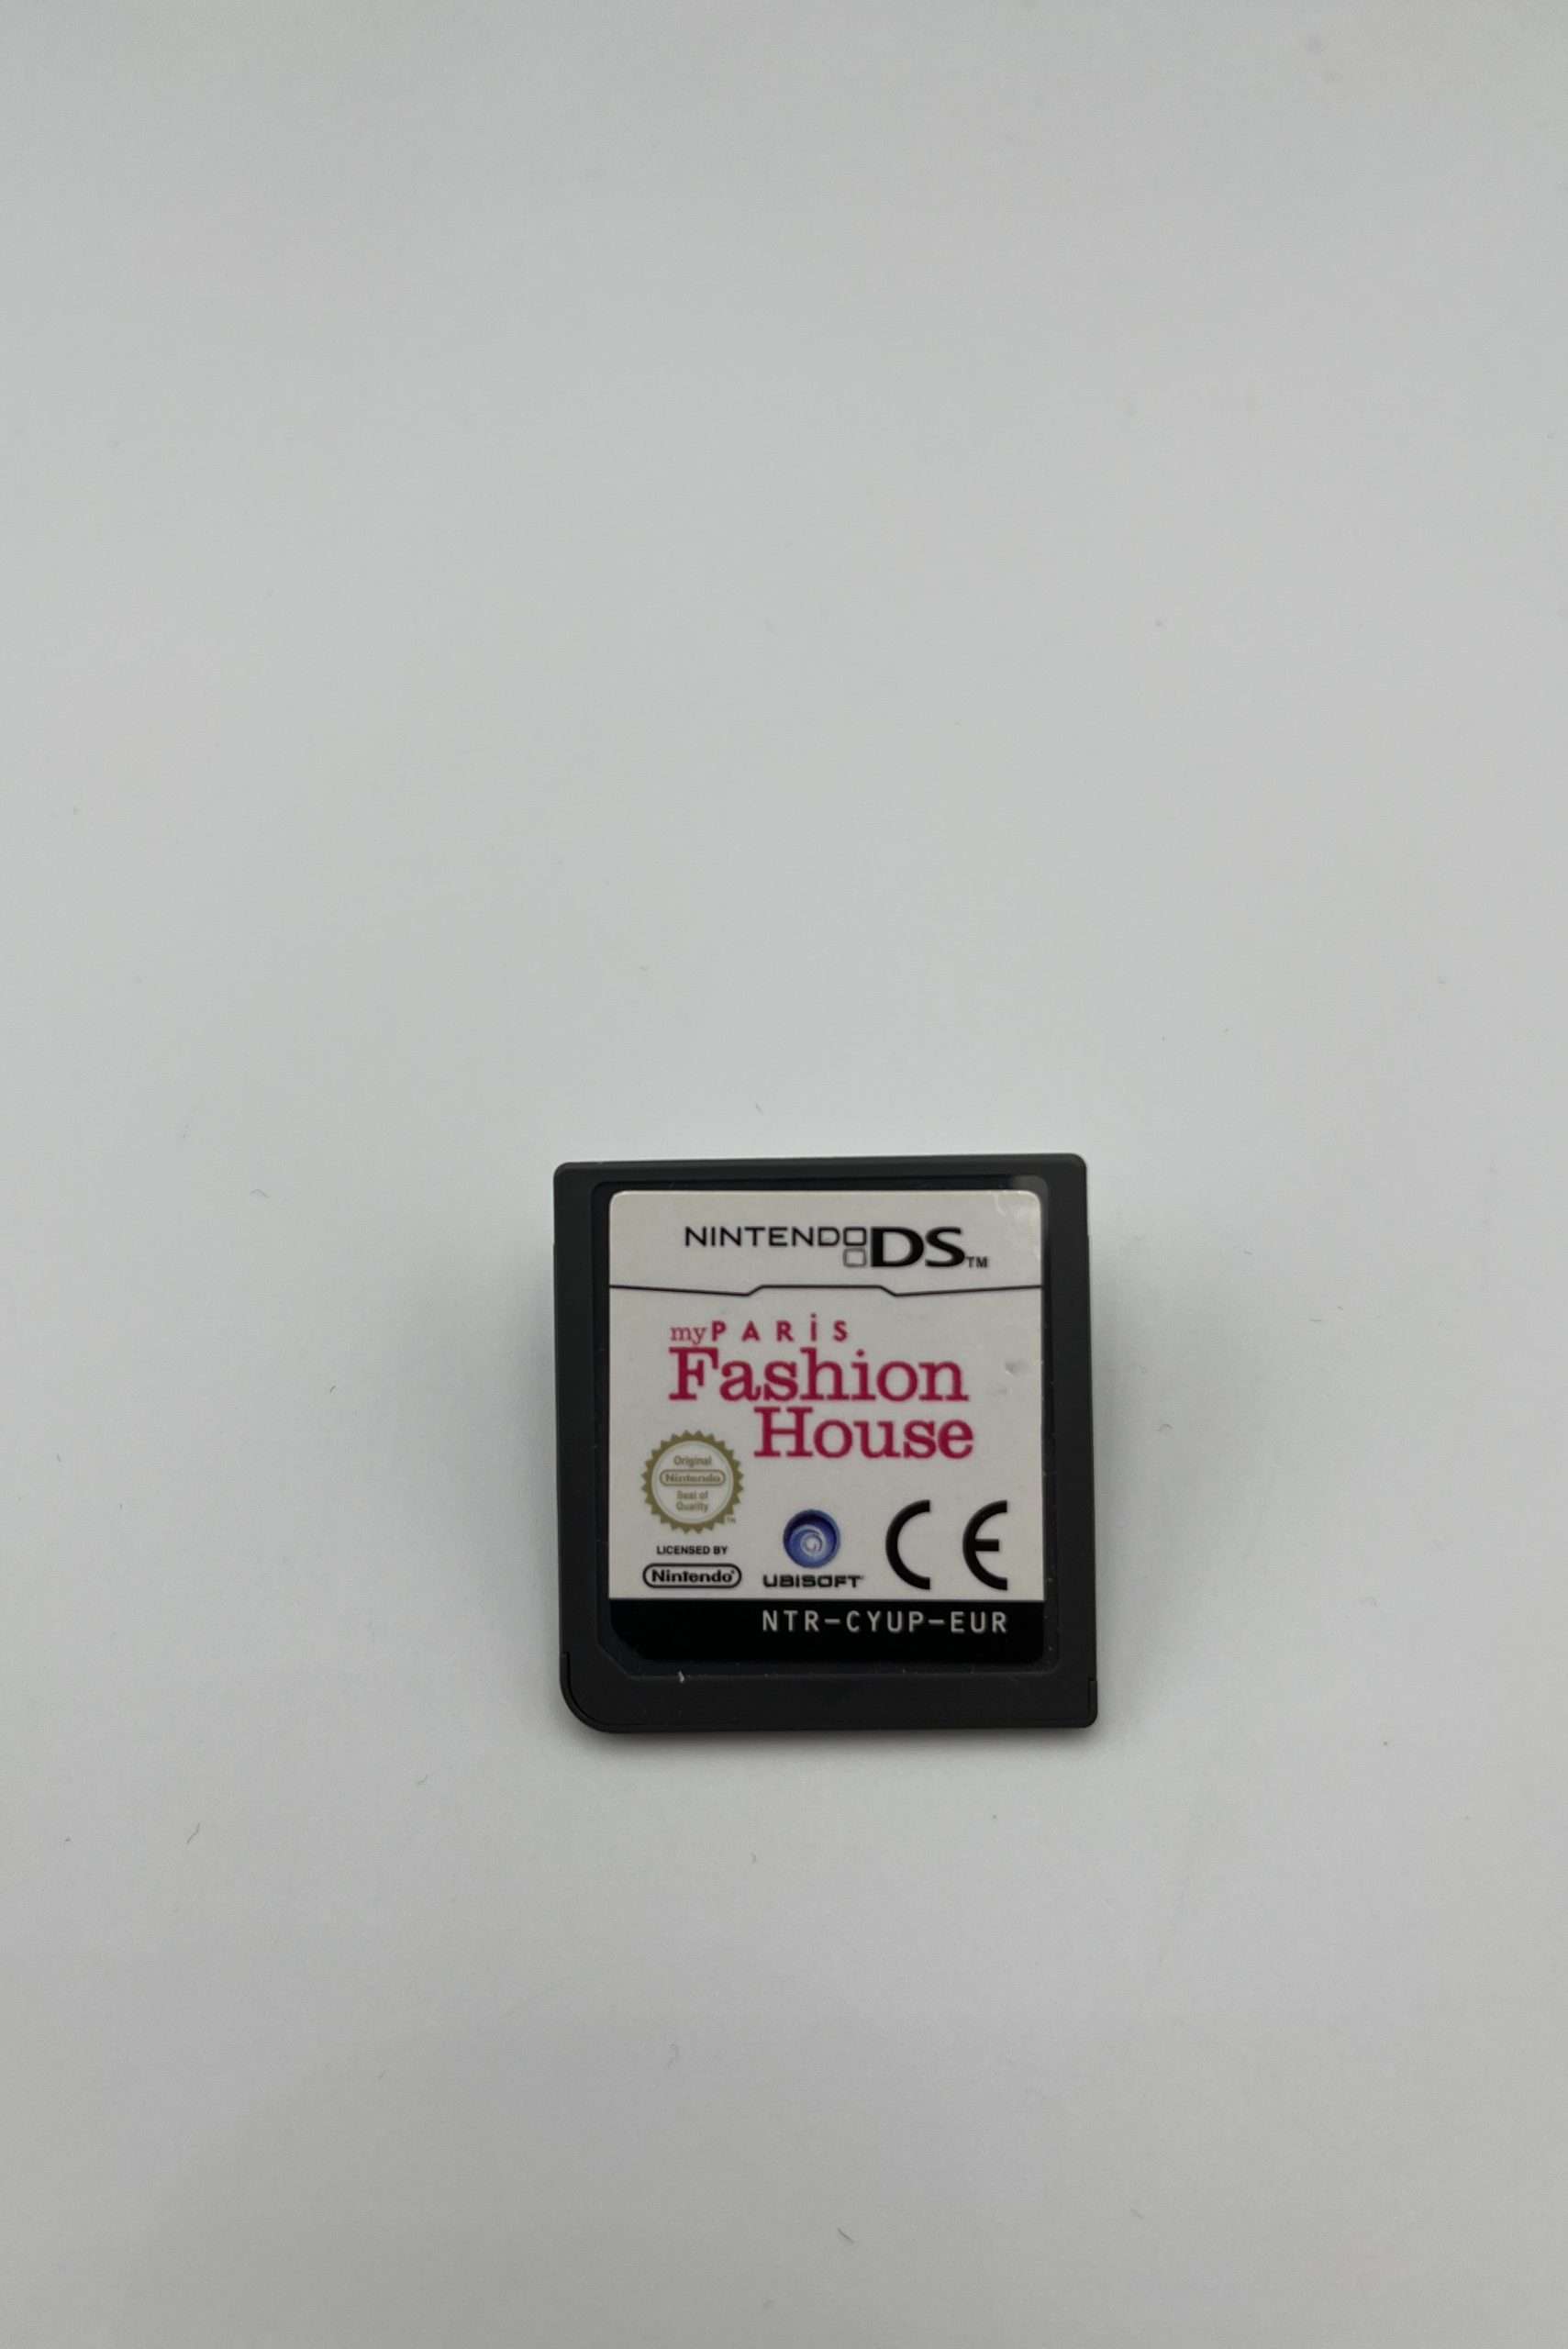 NINTENDO DS™
my PARiS
Fashion
House
Original
Nintendo
Seal of
Quality
TM
LICENSED BY
Nintendo®
UBISOFT
CE
NTR-CYUP-EUR